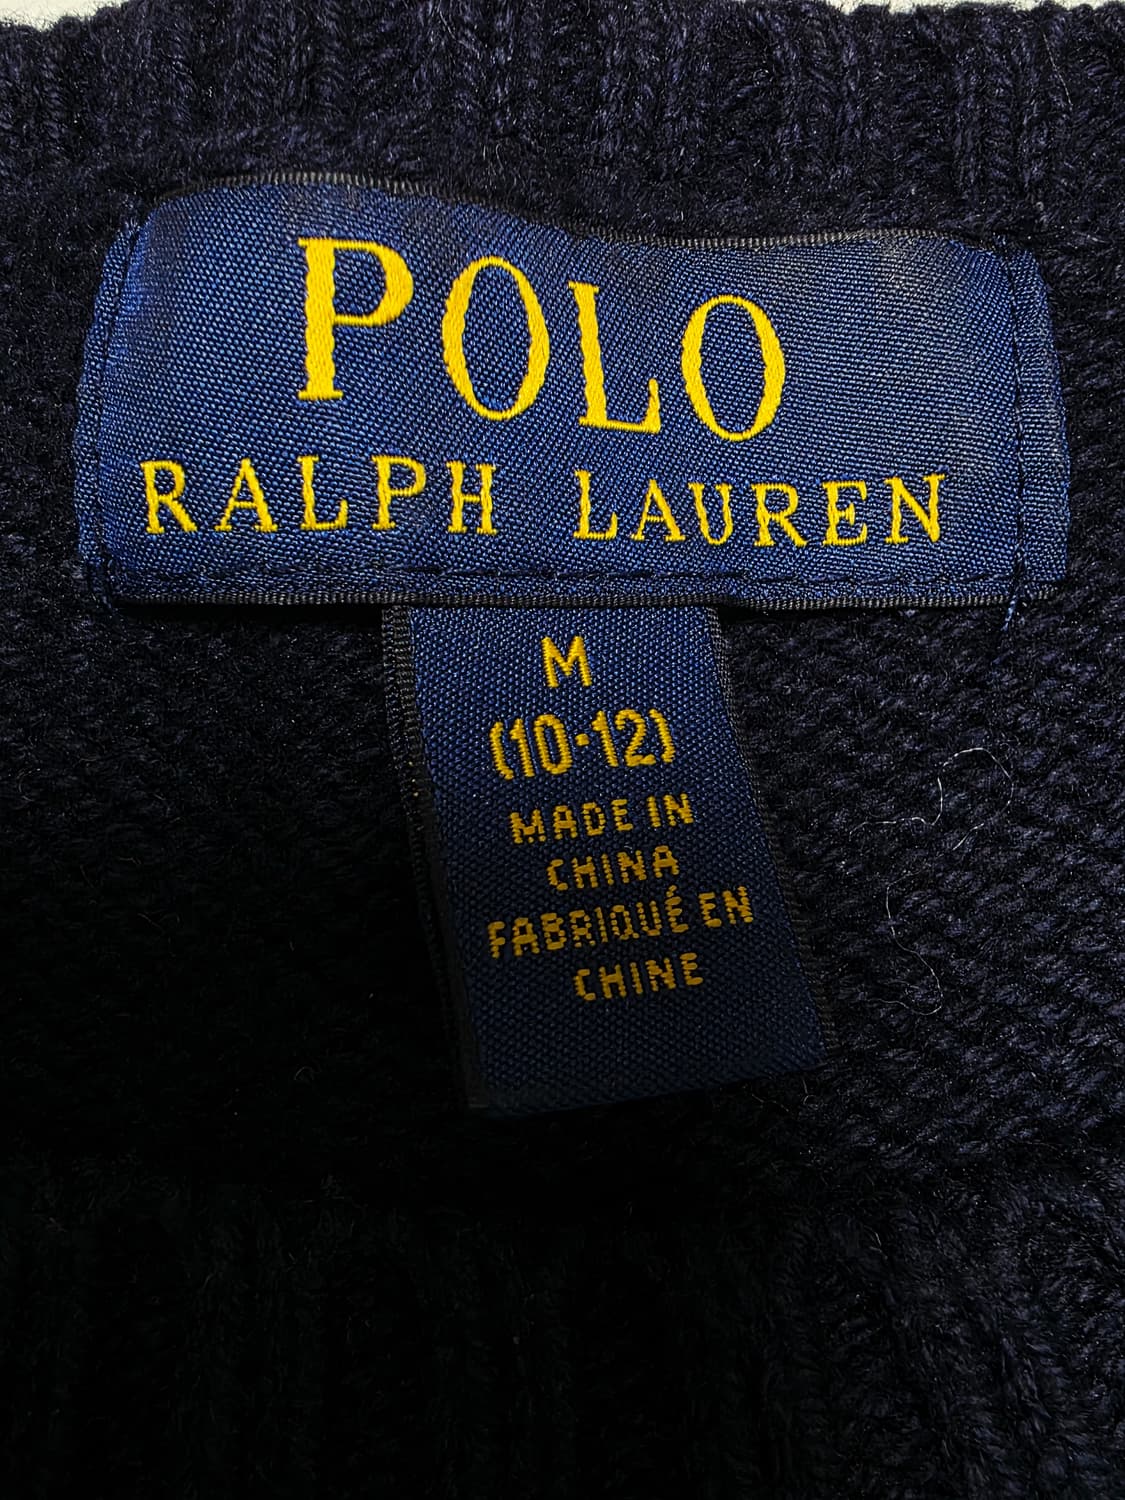 POLO
RALPH LAUREN
M
(10-12)
MADE IN
CHINA
FABRIQUÉ EN
CHINE